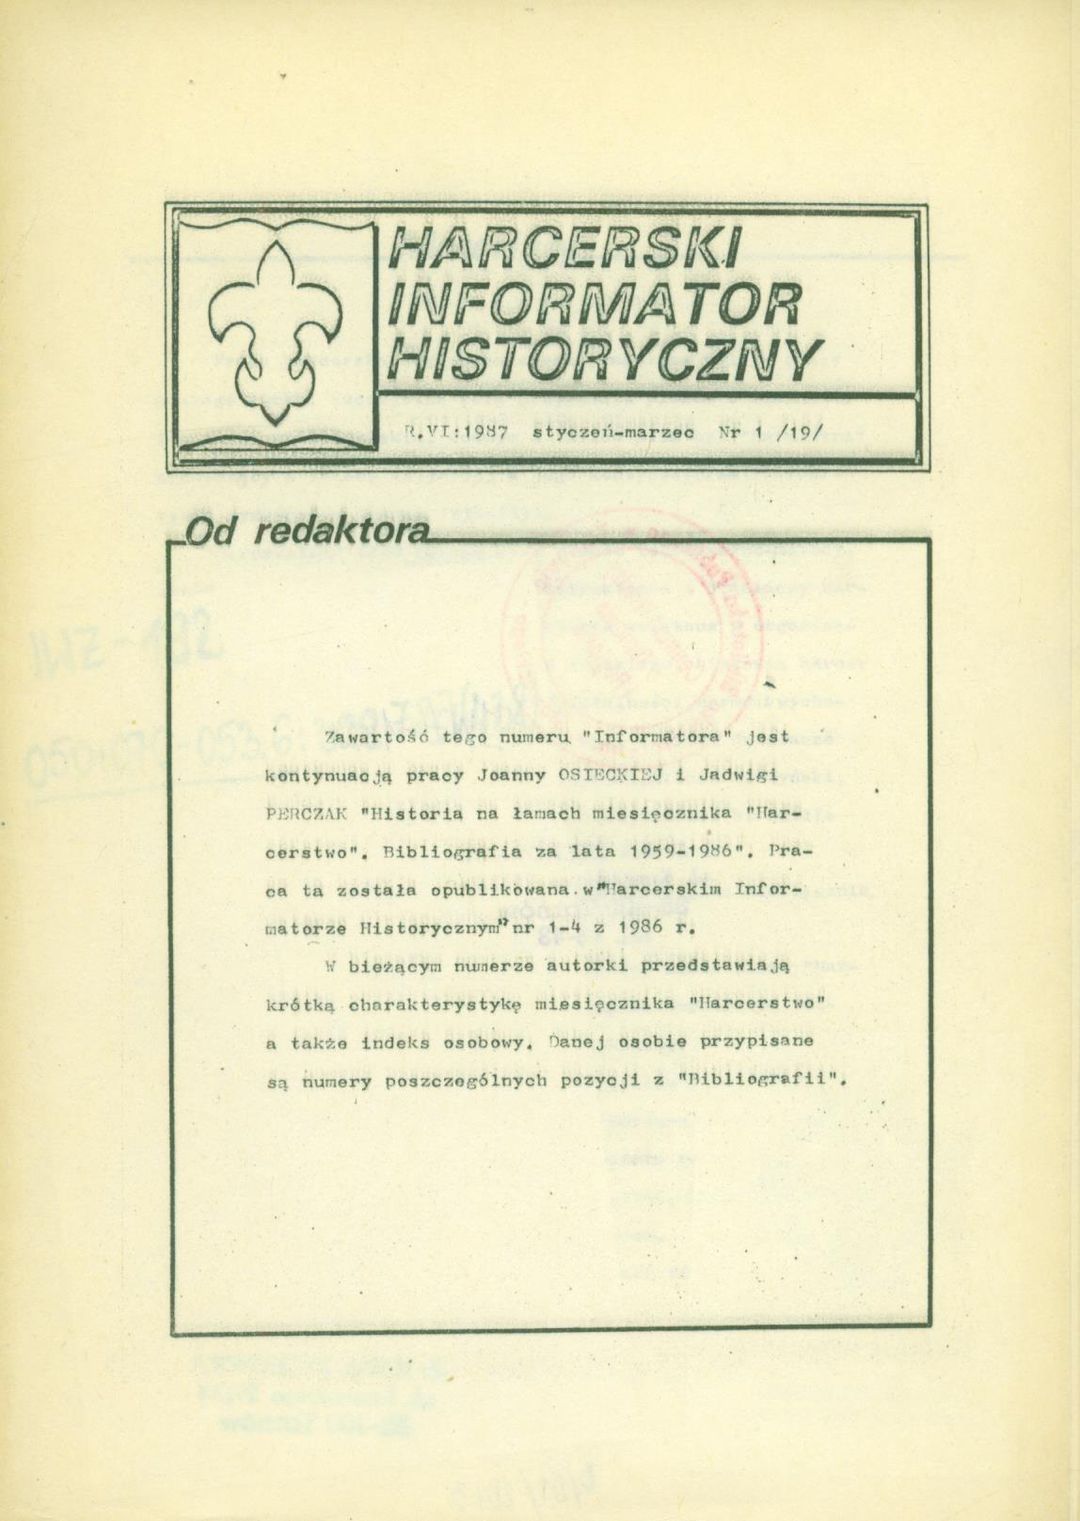 HARCERSKI
INFORMATOR
HISTORYCZNY
R.VI:1987 styczeń-marzec Nr 1 /19/
Od redaktora
Zawartość tego numeru "Informatora" jest
kontynuacją pracy Joanny OSIECKIEJ i Jadwigi
PERCZAK "Historia na łamach miesięcznika "Har-
cerstwo". Bibliografia za lata 1959-1986". Pra-
ca ta została opublikowana w "Harcerskim Infor-
matorze Historycznym" nr 1-4 z 1986 r.
W bieżącym numerze autorki przedstawiają
krótką charakterystykę miesięcznika "Harcerstwo"
a także indeks osobowy. Danej osobie przypisane
są numery poszczególnych pozycji z "Bibliografii".